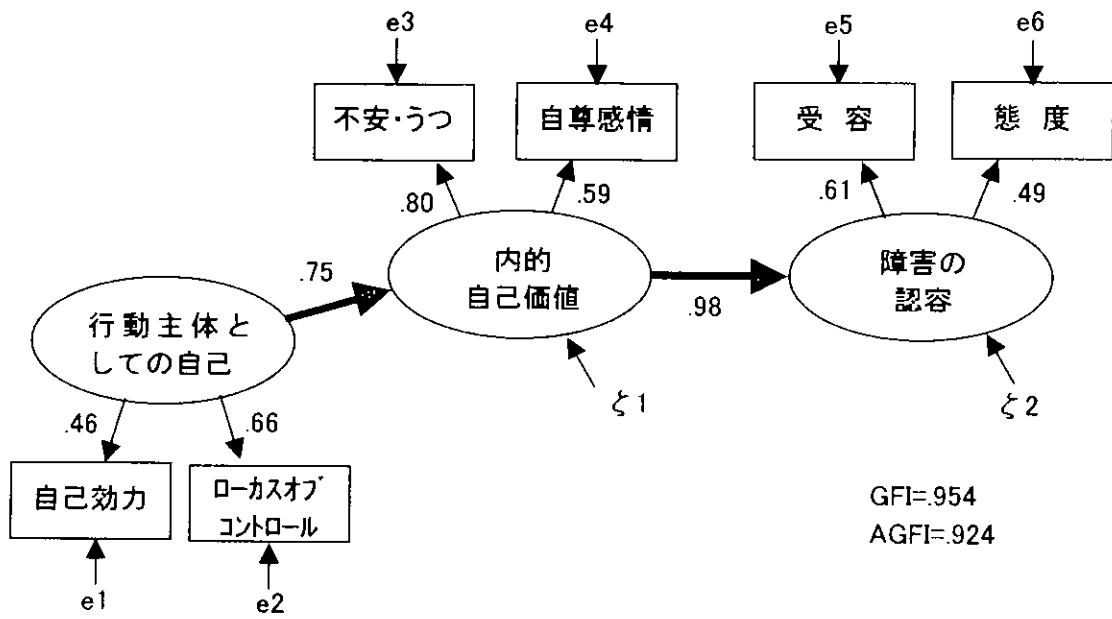 e3
e4
e5
e6
不安・うつ
自尊感情
受 容
態 度
.80
.59
.61
.49
内的
自己価値
障害の
認容
.75
.98
行動主体と
しての自己
ζ1
ζ2
.46
.66
自己効力
ローカスオブ
コントロール
GFI=.954
AGFI=.924
e1
e2